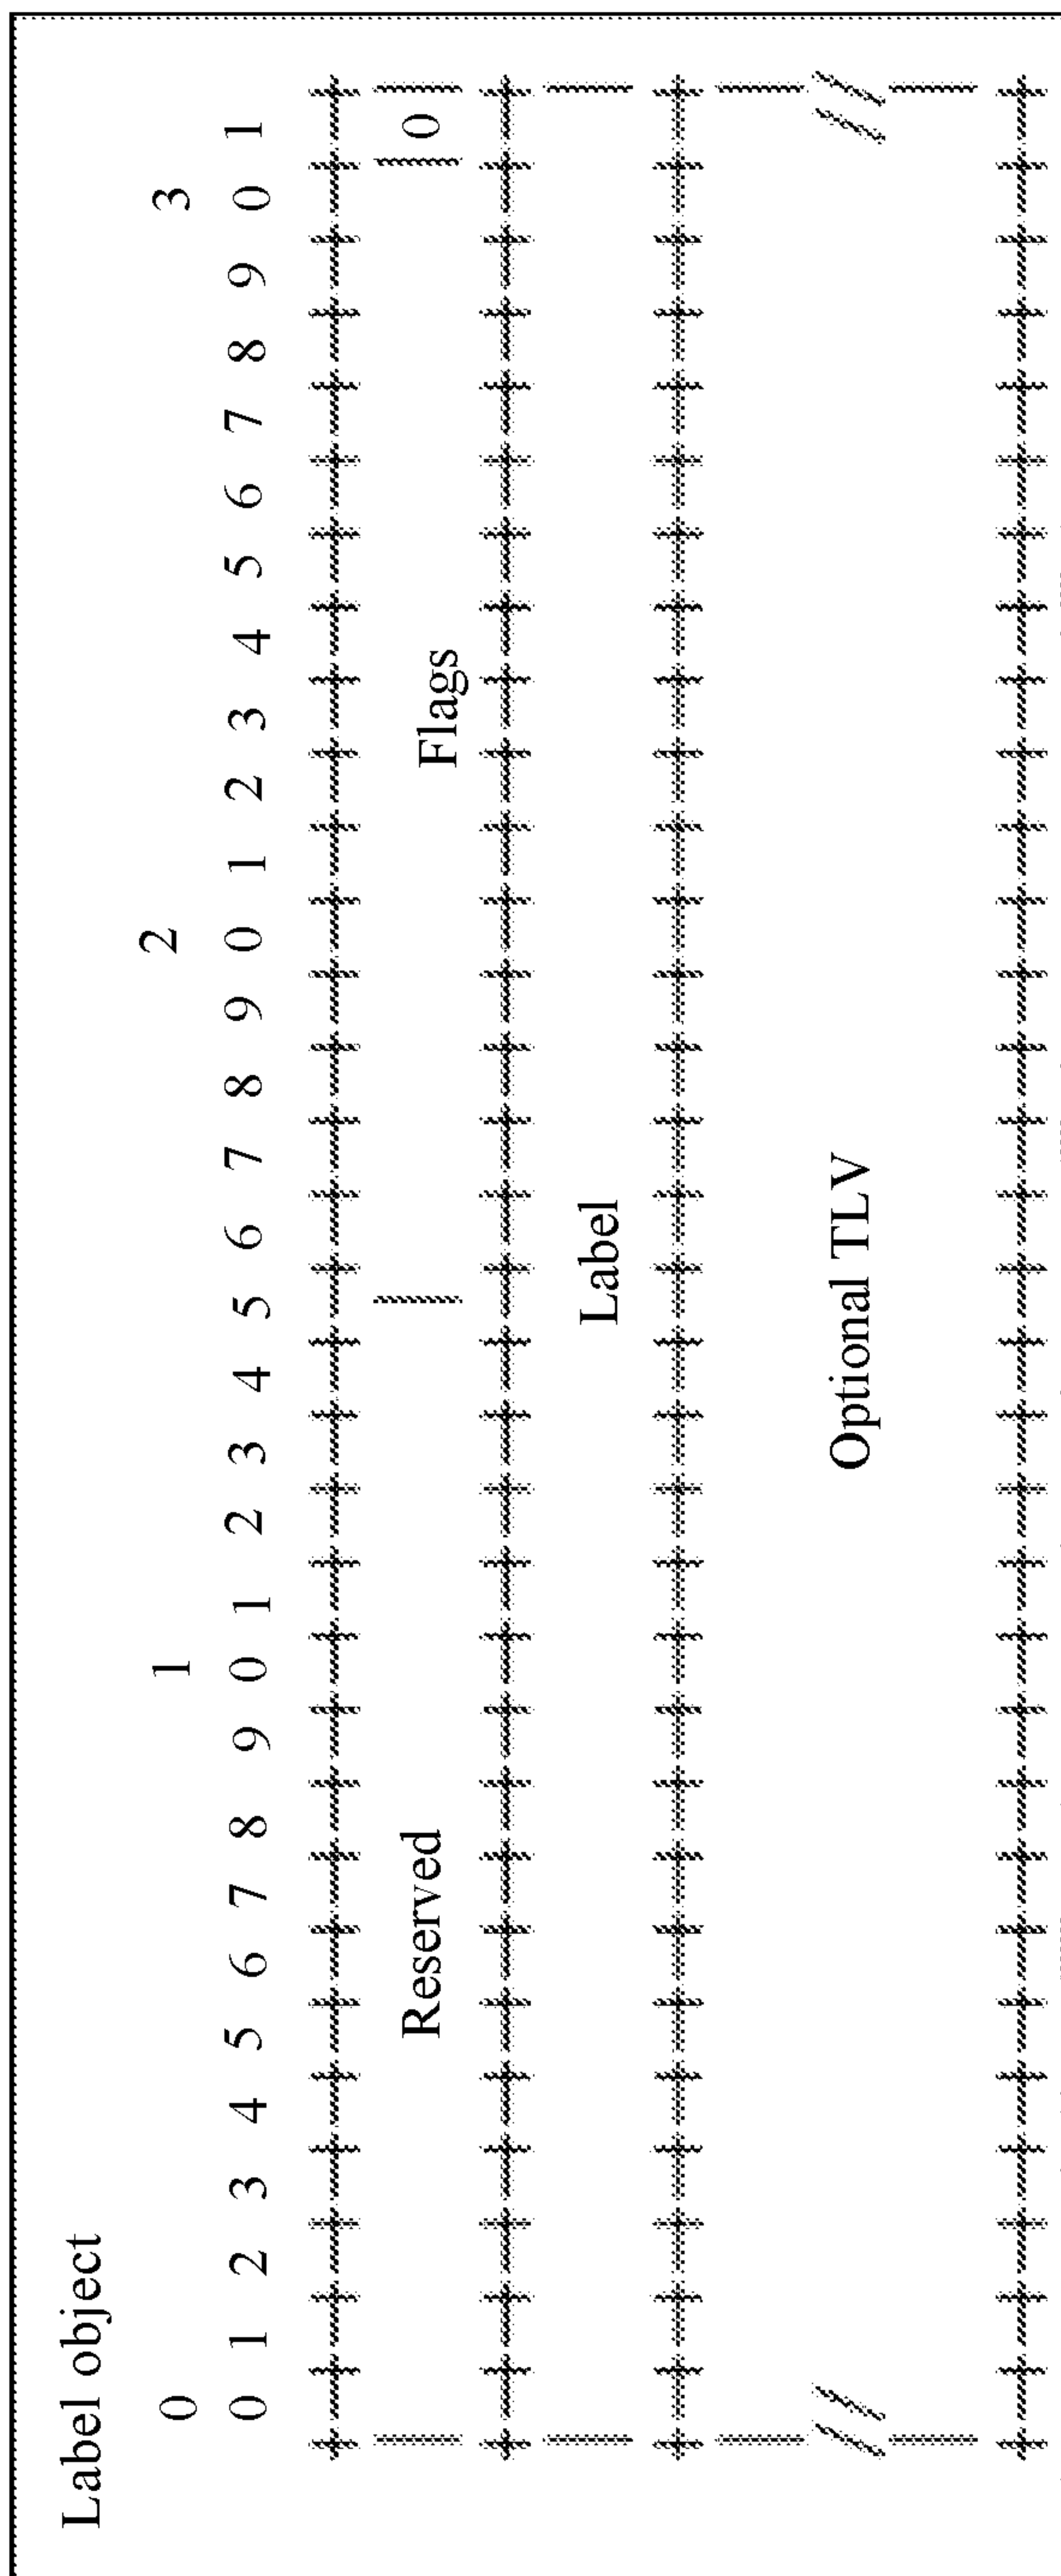 Label object
0 1 2 3
0 1 2 3 4 5 6 7 8 9 0 1 2 3 4 5 6 7 8 9 0 1 2 3 4 5 6 7 8 9 0 1
+-+-+-+-+-+-+-+-+-+-+-+-+-+-+-+-+-+-+-+-+-+-+-+-+-+-+-+-+-+-+-+-+
| Reserved | Flags |0|
+-+-+-+-+-+-+-+-+-+-+-+-+-+-+-+-+-+-+-+-+-+-+-+-+-+-+-+-+-+-+-+-+
| Label |
+-+-+-+-+-+-+-+-+-+-+-+-+-+-+-+-+-+-+-+-+-+-+-+-+-+-+-+-+-+-+-+-+
| |
// Optional TLV //
| |
+-+-+-+-+-+-+-+-+-+-+-+-+-+-+-+-+-+-+-+-+-+-+-+-+-+-+-+-+-+-+-+-+